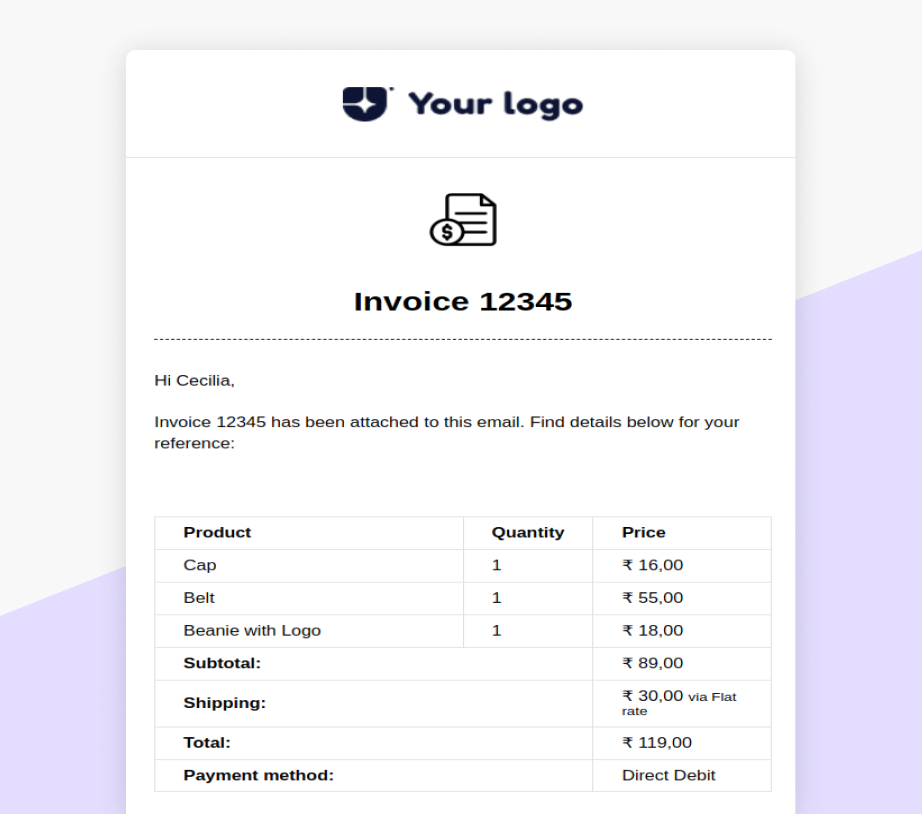 Your logo
$
Invoice 12345
Hi Cecilia,
Invoice 12345 has been attached to this email. Find details below for your
reference:
Product Quantity Price
Cap 1 ₹ 16,00
Belt 1 ₹ 55,00
Beanie with Logo 1 ₹ 18,00
Subtotal: ₹ 89,00
Shipping: ₹ 30,00 via Flat
rate
Total: ₹ 119,00
Payment method: Direct Debit